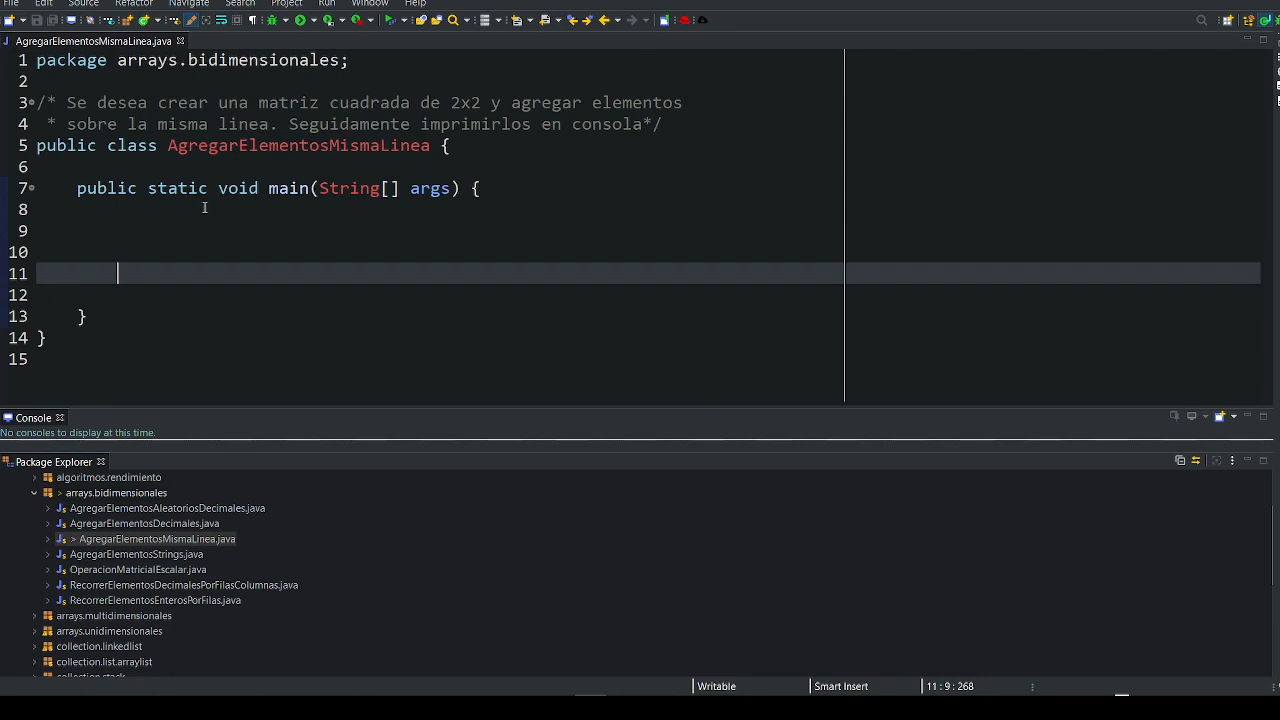 File Edit Source Refactor Navigate Search Project Run Window Help
AgregarElementosMismaLinea.java
1 package arrays.bidimensionales;
2
3 /* Se desea crear una matriz cuadrada de 2x2 y agregar elementos
4 * sobre la misma linea. Seguidamente imprimirlos en consola*/
5 public class AgregarElementosMismaLinea {
6
7 public static void main(String[] args) {
8
9
10
11
12
13 }
14 }
15
Console
No consoles to display at this time.
Package Explorer
algoritmos.rendimiento
> arrays.bidimensionales
AgregarElementosAleatoriosDecimales.java
AgregarElementosDecimales.java
> AgregarElementosMismaLinea.java
AgregarElementosStrings.java
OperacionMatricialEscalar.java
RecorrerElementosDecimalesPorFilasColumnas.java
RecorrerElementosEnterosPorFilas.java
arrays.multidimensionales
arrays.unidimensionales
collection.linkedlist
collection.list.arraylist
collection.stack
Writable Smart Insert 11 : 9 : 268